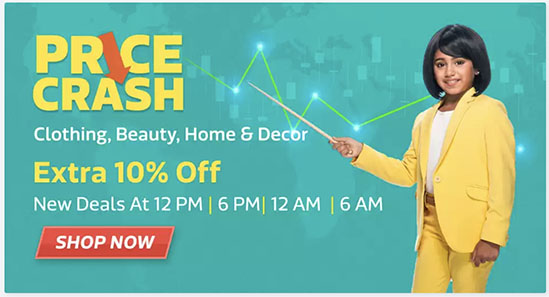 PRICE
CRASH
Clothing, Beauty, Home & Decor
Extra 10% Off
New Deals At 12 PM | 6 PM| 12 AM | 6 AM
SHOP NOW